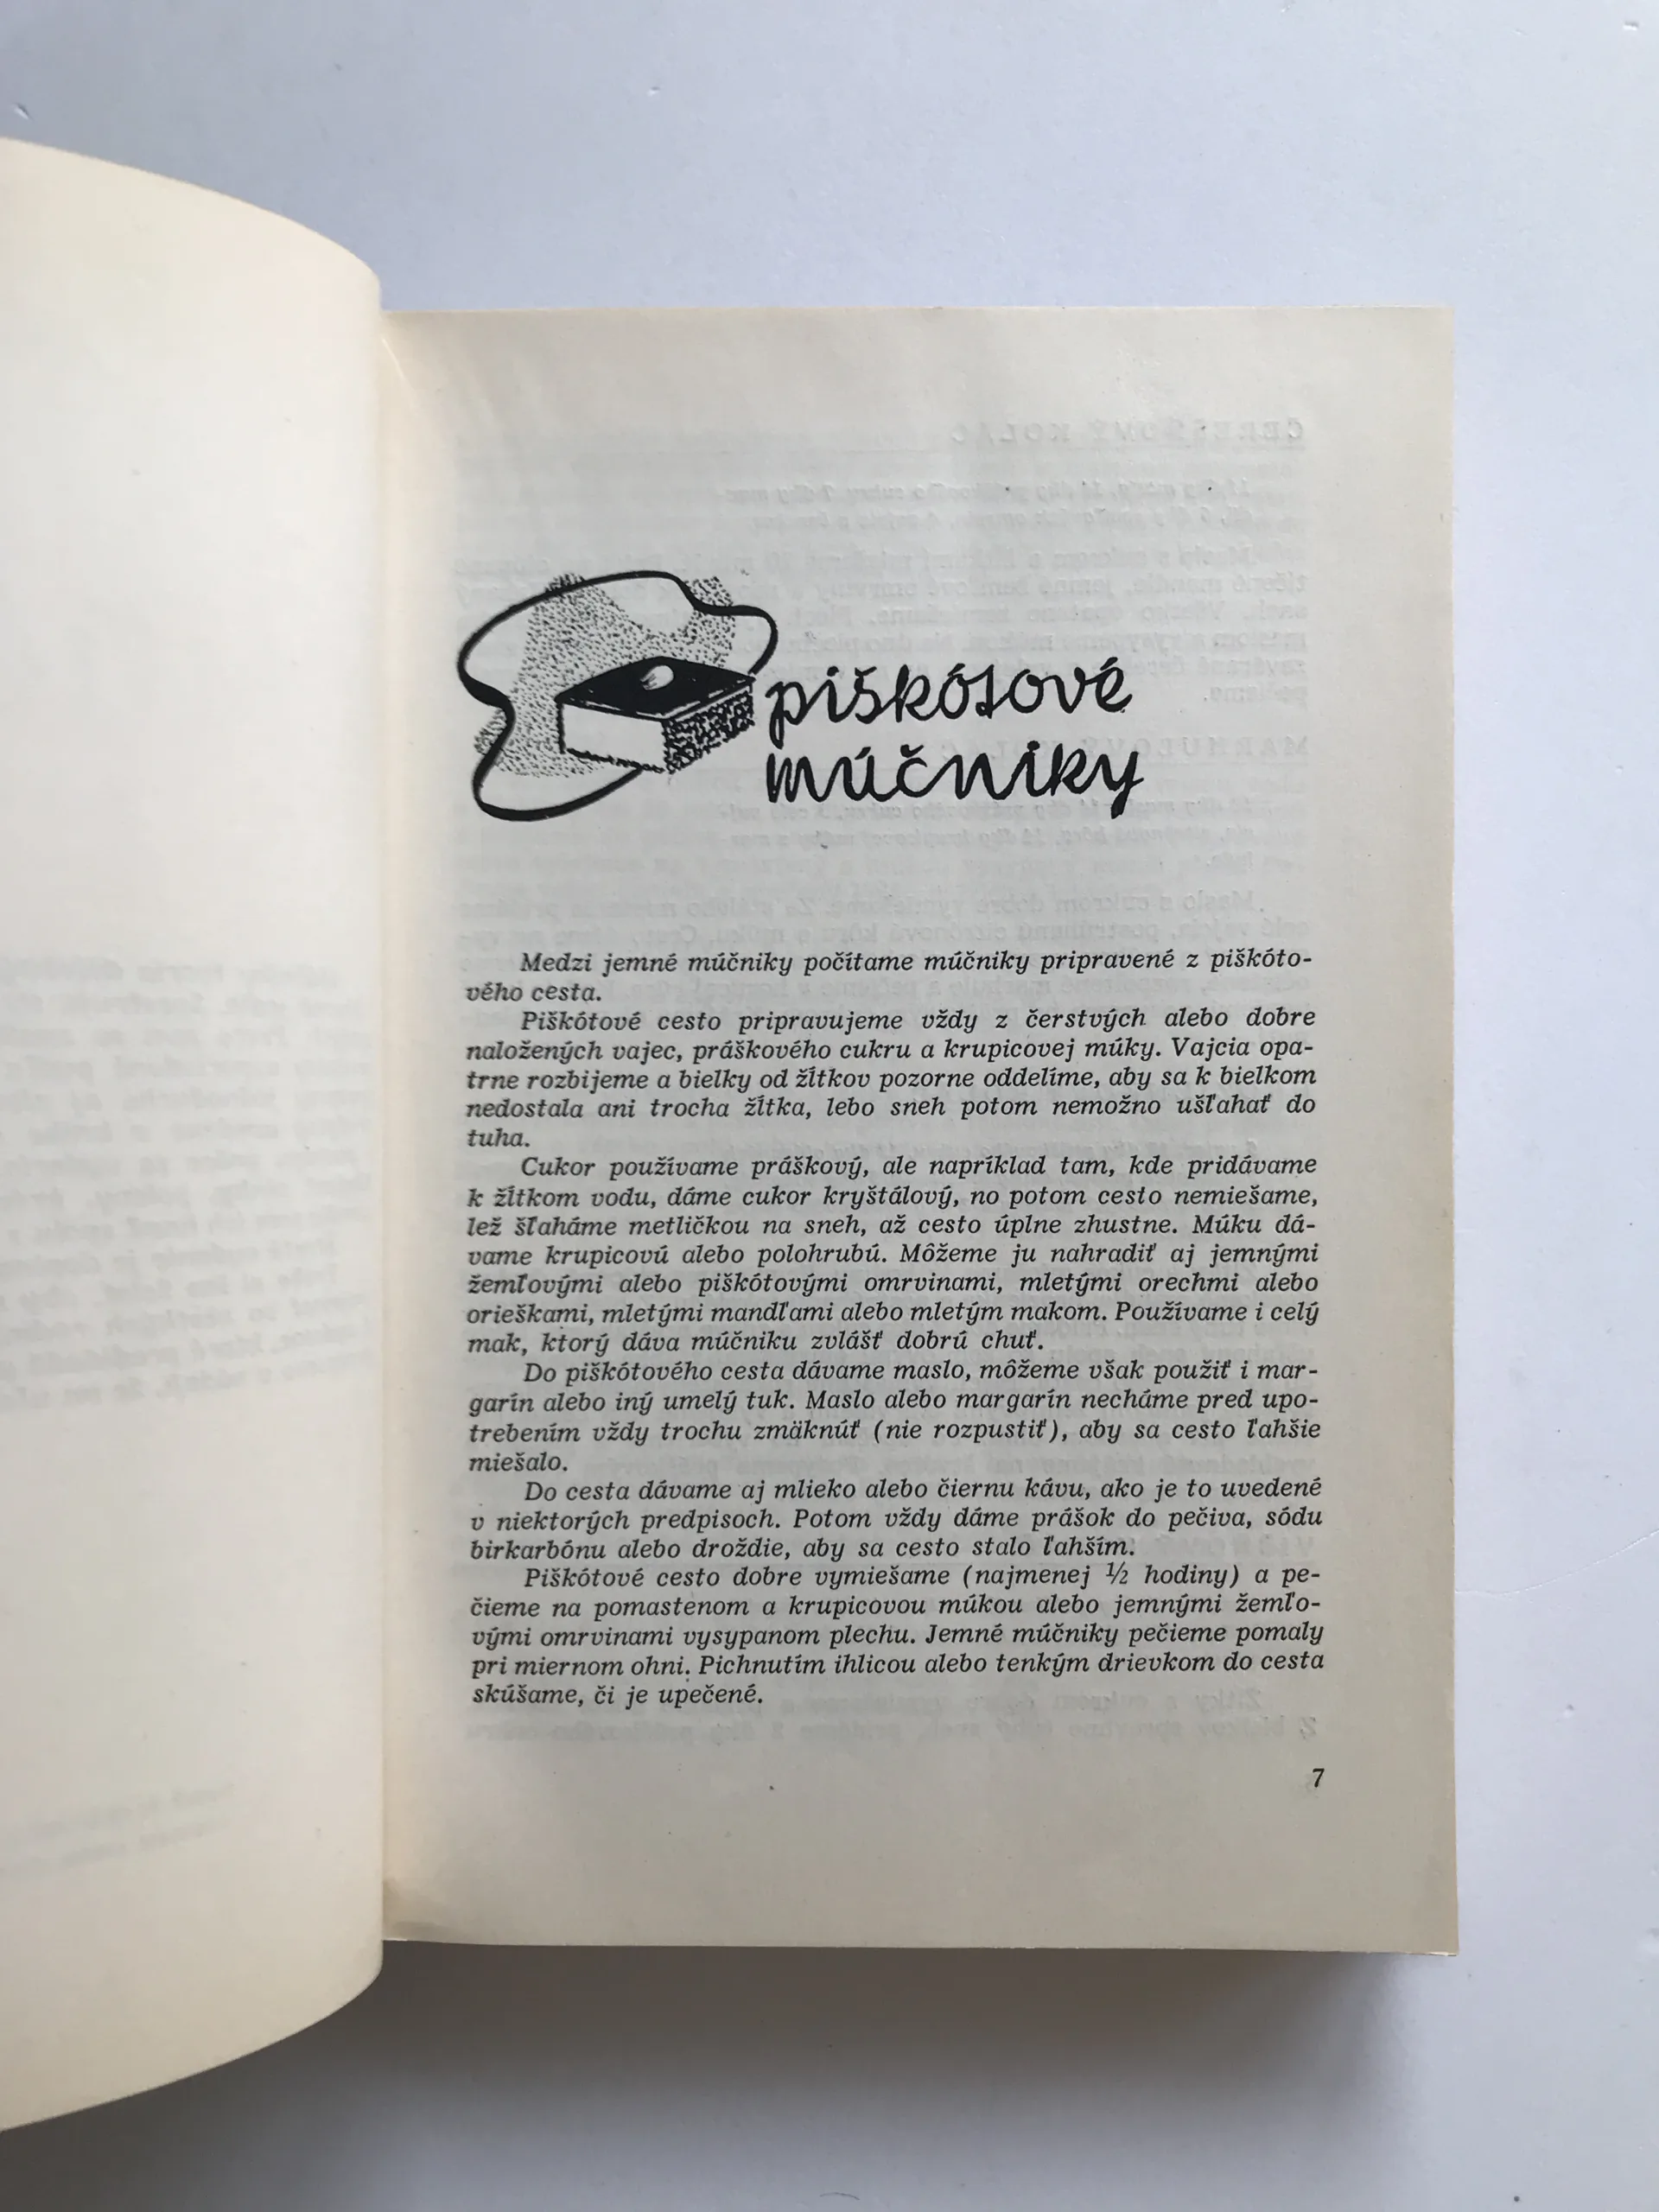 piškótové
múčniky
Medzi jemné múčniky počítame múčniky pripravené z piškóto-
vého cesta.
Piškótové cesto pripravujeme vždy z čerstvých alebo dobre
naložených vajec, práškového cukru a krupicovej múky. Vajcia opa-
trne rozbijeme a bielky od žĺtkov pozorne oddelíme, aby sa k bielkom
nedostala ani trocha žĺtka, lebo sneh potom nemožno ušľahať do
tuha.
Cukor používame práškový, ale napríklad tam, kde pridávame
k žĺtkom vodu, dáme cukor kryštálový, no potom cesto nemiešame,
lež šľaháme metličkou na sneh, až cesto úplne zhustne. Múku dá-
vame krupicovú alebo polohrubú. Môžeme ju nahradiť aj jemnými
žemľovými alebo piškótovými omrvinami, mletými orechmi alebo
orieškami, mletými mandľami alebo mletým makom. Používame i celý
mak, ktorý dáva múčniku zvlášť dobrú chuť.
Do piškótového cesta dávame maslo, môžeme však použiť i mar-
garín alebo iný umelý tuk. Maslo alebo margarín necháme pred upo-
trebením vždy trochu zmäknúť (nie rozpustiť), aby sa cesto ľahšie
miešalo.
Do cesta dávame aj mlieko alebo čiernu kávu, ako je to uvedené
v niektorých predpisoch. Potom vždy dáme prášok do pečiva, sódu
birkarbónu alebo droždie, aby sa cesto stalo ľahším.
Piškótové cesto dobre vymiešame (najmenej ½ hodiny) a pe-
čieme na pomastenom a krupicovou múkou alebo jemnými žemľo-
vými omrvinami vysypanom plechu. Jemné múčniky pečieme pomaly
pri miernom ohni. Pichnutím ihlicou alebo tenkým drievkom do cesta
skúšame, či je upečené.
7